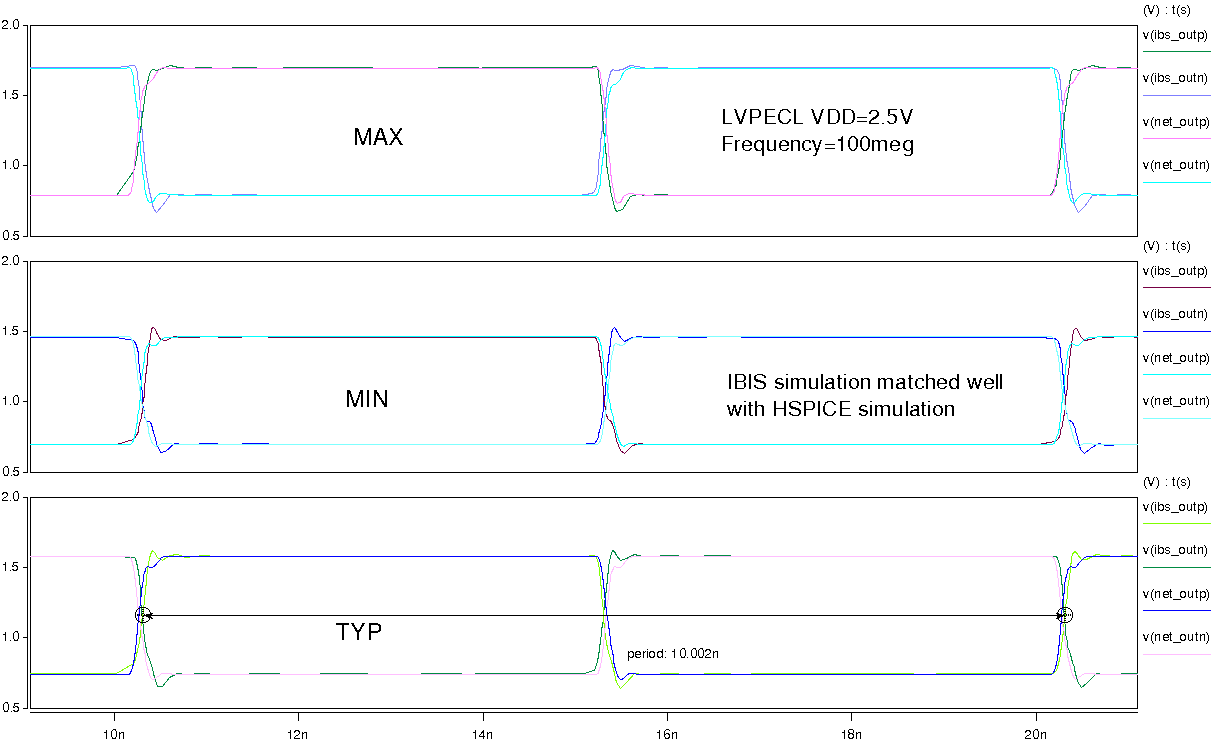 (V) : t(s)
2.0
v(ibs_outp)
v(ibs_outn)
1.5
LVPECL VDD=2.5V
MAX
Frequency=100meg
v(net_outp)
1.0
v(net_outn)
0.5
(V) : t(s)
2.0
v(ibs_outp)
v(ibs_outn)
1.5
v(net_outp)
IBIS simulation matched well
MIN
with HSPICE simulation
1.0
v(net_outn)
0.5
(V) : t(s)
2.0
v(ibs_outp)
v(ibs_outn)
1.5
v(net_outp)
TYP
1.0
v(net_outn)
period: 10.002n
0.5
10n 12n 14n 16n 18n 20n